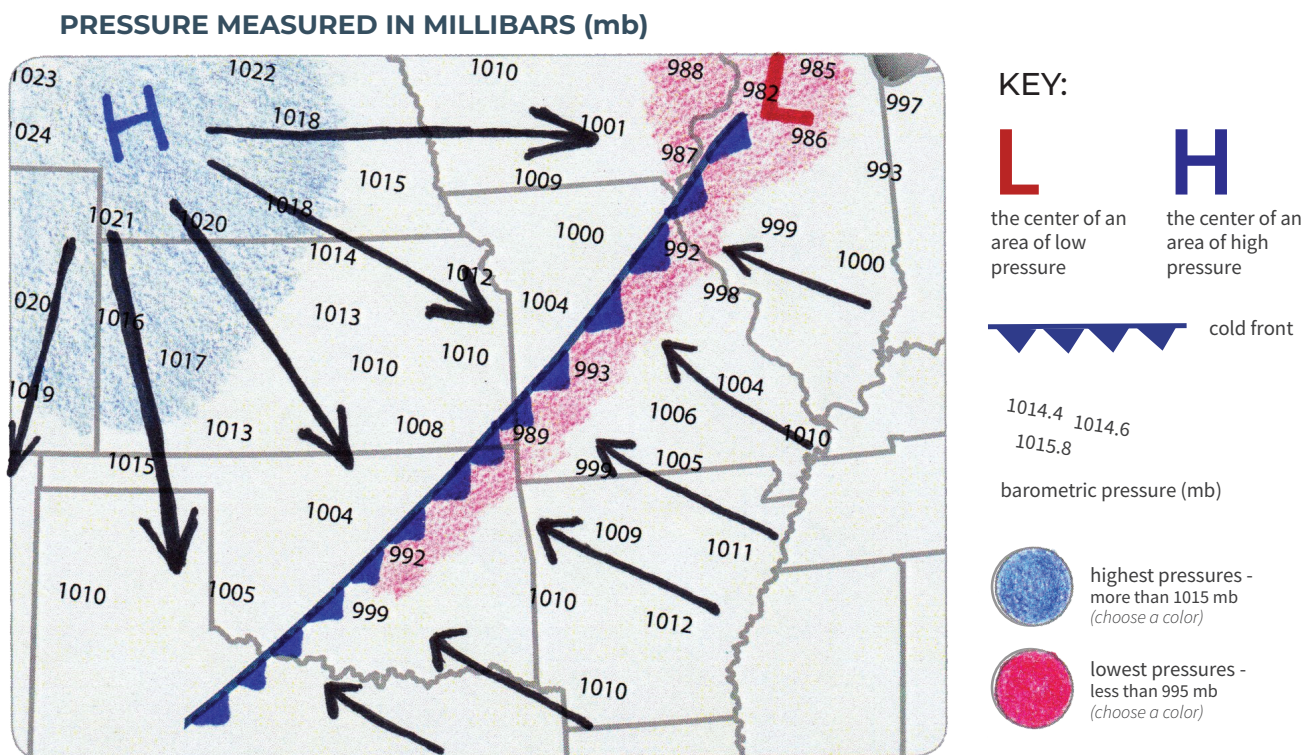 PRESSURE MEASURED IN MILLIBARS (mb)
1023
1022
1010
988
985
982
997
H
L
1024
1018
1001
986
987
993
1015
1009
1018
1021
1020
1000
999
992
1014
1012
1000
998
1020
1016
1013
1004
1017
1010
1010
993
1004
1019
1006
1013
1008
989
1010
1015
999
1005
1004
1009
1011
992
1010
1005
999
1010
1012
1010
KEY:
L
H
the center of an
area of low
pressure
the center of an
area of high
pressure
cold front
1014.4
1014.6
1015.8
barometric pressure (mb)
highest pressures -
more than 1015 mb
(choose a color)
lowest pressures -
less than 995 mb
(choose a color)